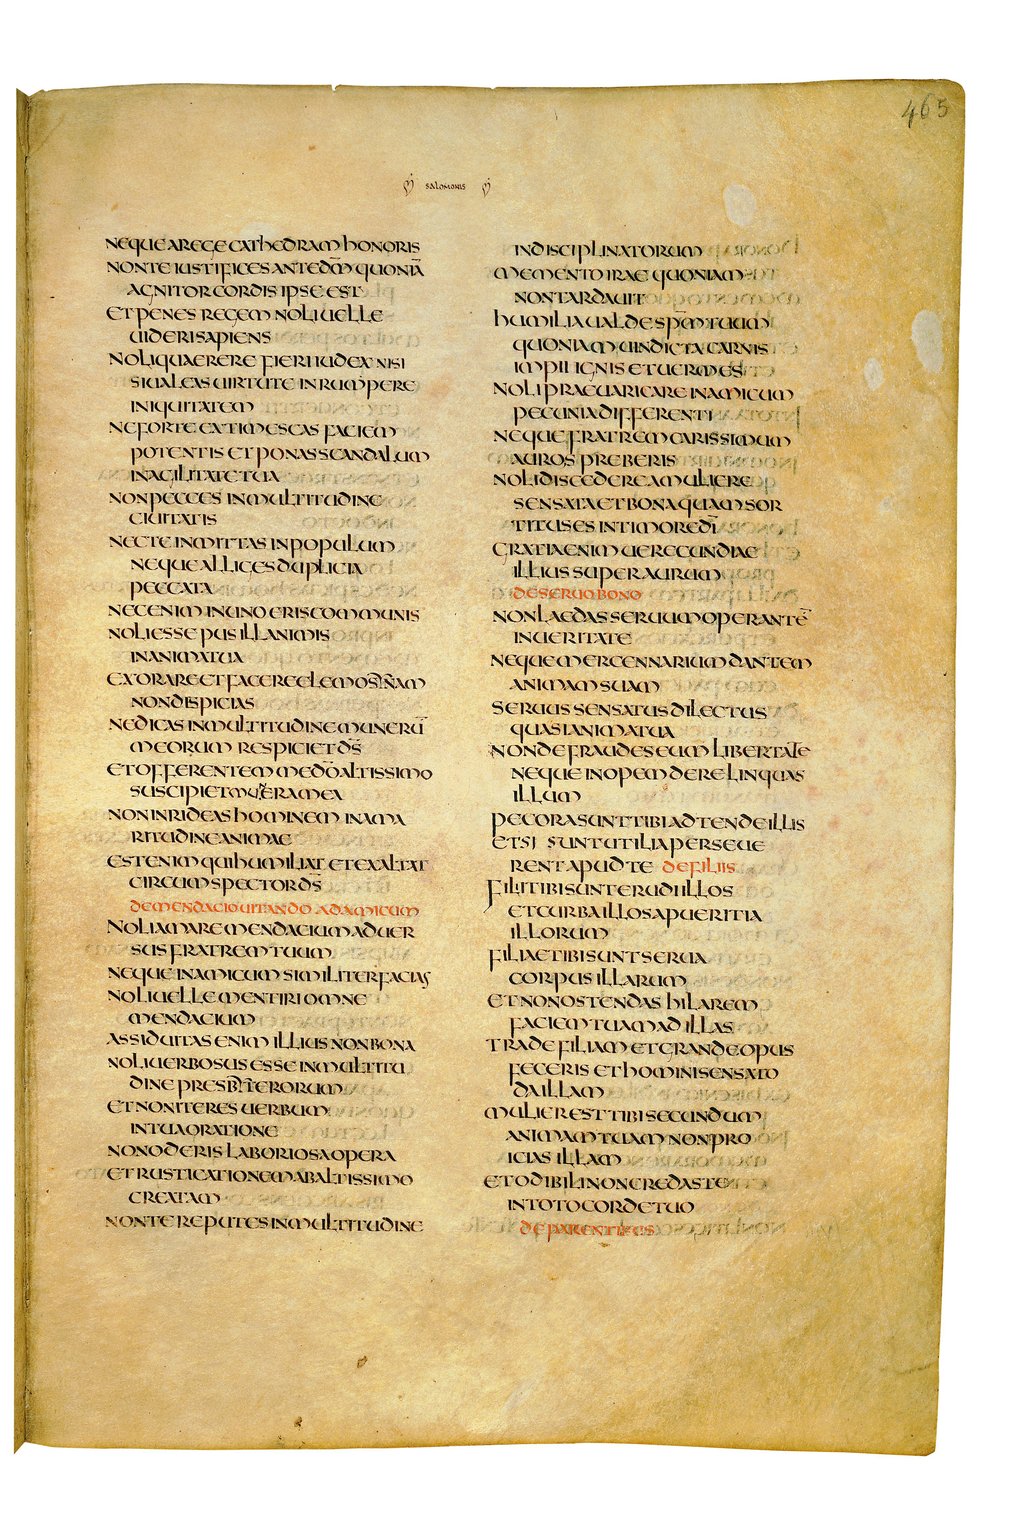 465
SALOMONIS
NEQUE A REGE CATHEDRAM HONORIS
NON TE IUSTIFICES ANTE DM̄ QUONIĀ
AGNITOR CORDIS IPSE EST
ET PENES REGEM NOLI UELLE
UIDERI SAPIENS
NOLI QUAERERE FIERI IUDEX NISI
SI UALEAS UIRTUTE INRUMPERE
INIQUITATEM
NE FORTE EXTIMESCAS FACIEM
POTENTIS ET PONAS SCANDALUM
IN AGILITATE TUA
NON PECCES IN MULTITUDINE
CIUITATIS
NEC TE INMITTAS IN POPULUM
NEQUE ALLIGES DUPLICIA
PECCATA
NEC ENIM IN UNO ERIS COMMUNIS
NOLI ESSE PUSILLANIMIS
IN ANIMA TUA
EXORARE ET FACERE ELEMOSINAM
NON DISPICIAS
NE DICAS IN MULTITUDINE MUNERŪ
MEORUM RESPICIET DS̄
ET OFFERENTE ME DŌ ALTISSIMO
SUSCIPIET MUNERA MEA
NON INRIDEAS HOMINEM IN AMA
RITUDINE ANIMAE
EST ENIM QUI HUMILIAT ET EXALTAT
CIRCUMSPECTOR DS̄
DE MENDACIO UITANDO AD AMICUM
NOLI AMARE MENDACIUM ADUER
SUS FRATREM TUUM
NEQUE IN AMICUM SIMILITER FACIAS
NOLI UELLE MENTIRI OMNE
MENDACIUM
ASSIDUITAS ENIM ILLIUS NON BONA
NOLI UERBOSUS ESSE IN MULTITU
DINE PRESBITERORUM
ET NON ITERES UERBUM
IN TUA ORATIONE
NON ODERIS LABORIOSA OPERA
ET RUSTICATIONEM AB ALTISSIMO
CREATAM
NON TE REPUTES IN MULTITUDINE
INDISCIPLINATORUM
MEMENTO IRAE QUONIAM
NON TARDAUIT
HUMILIA UALDE SPM̄ TUUM
QUONIAM UINDICTA CARNIS
IMPII IGNIS ET UERMES
NOLI PRAEUARICARE IN AMICUM
PECUNIA DIFFERENTI
NEQUE FRATREM CARISSIMUM
AURO SPREBERIS
NOLI DISCEDERE A MULIERE
SENSATA ET BONA QUAM SOR
TITUS ES IN TIMORE DĪ
GRATIA ENIM UERECUNDIAE
ILLIUS SUPER AURUM
DE SERUO BONO
NON LAEDAS SERUUM OPERANTĒ
IN UERITATE
NEQUE MERCENNARIUM DANTEM
ANIMAM SUAM
SERUUS SENSATUS DILECTUS
QUASI ANIMA TUA
NON DEFRAUDES EUM LIBERTATE
NEQUE INOPEM DERELINQUAS
ILLUM
PECORA SUNT TIBI ADTENDE ILLIS
ET SI SUNT UTILIA PERSEUE
RENT APUD TE DE FILIIS
FILII TIBI SUNT ERUDI ILLOS
ET CURBA ILLOS A PUERITIA
ILLORUM
FILIAE TIBI SUNT SERUA
CORPUS ILLARUM
ET NON OSTENDAS HILAREM
FACIEM TUAM AD ILLAS
TRADE FILIAM ET GRANDE OPUS
FECERIS ET HOMINI SENSATO
DA ILLAM
MULIER EST TIBI SECUNDUM
ANIMAM TUAM NON PRO
ICIAS ILLAM
ET ODIBILI NON CREDAS TE
IN TOTO CORDE TUO
DE PARENTIBUS